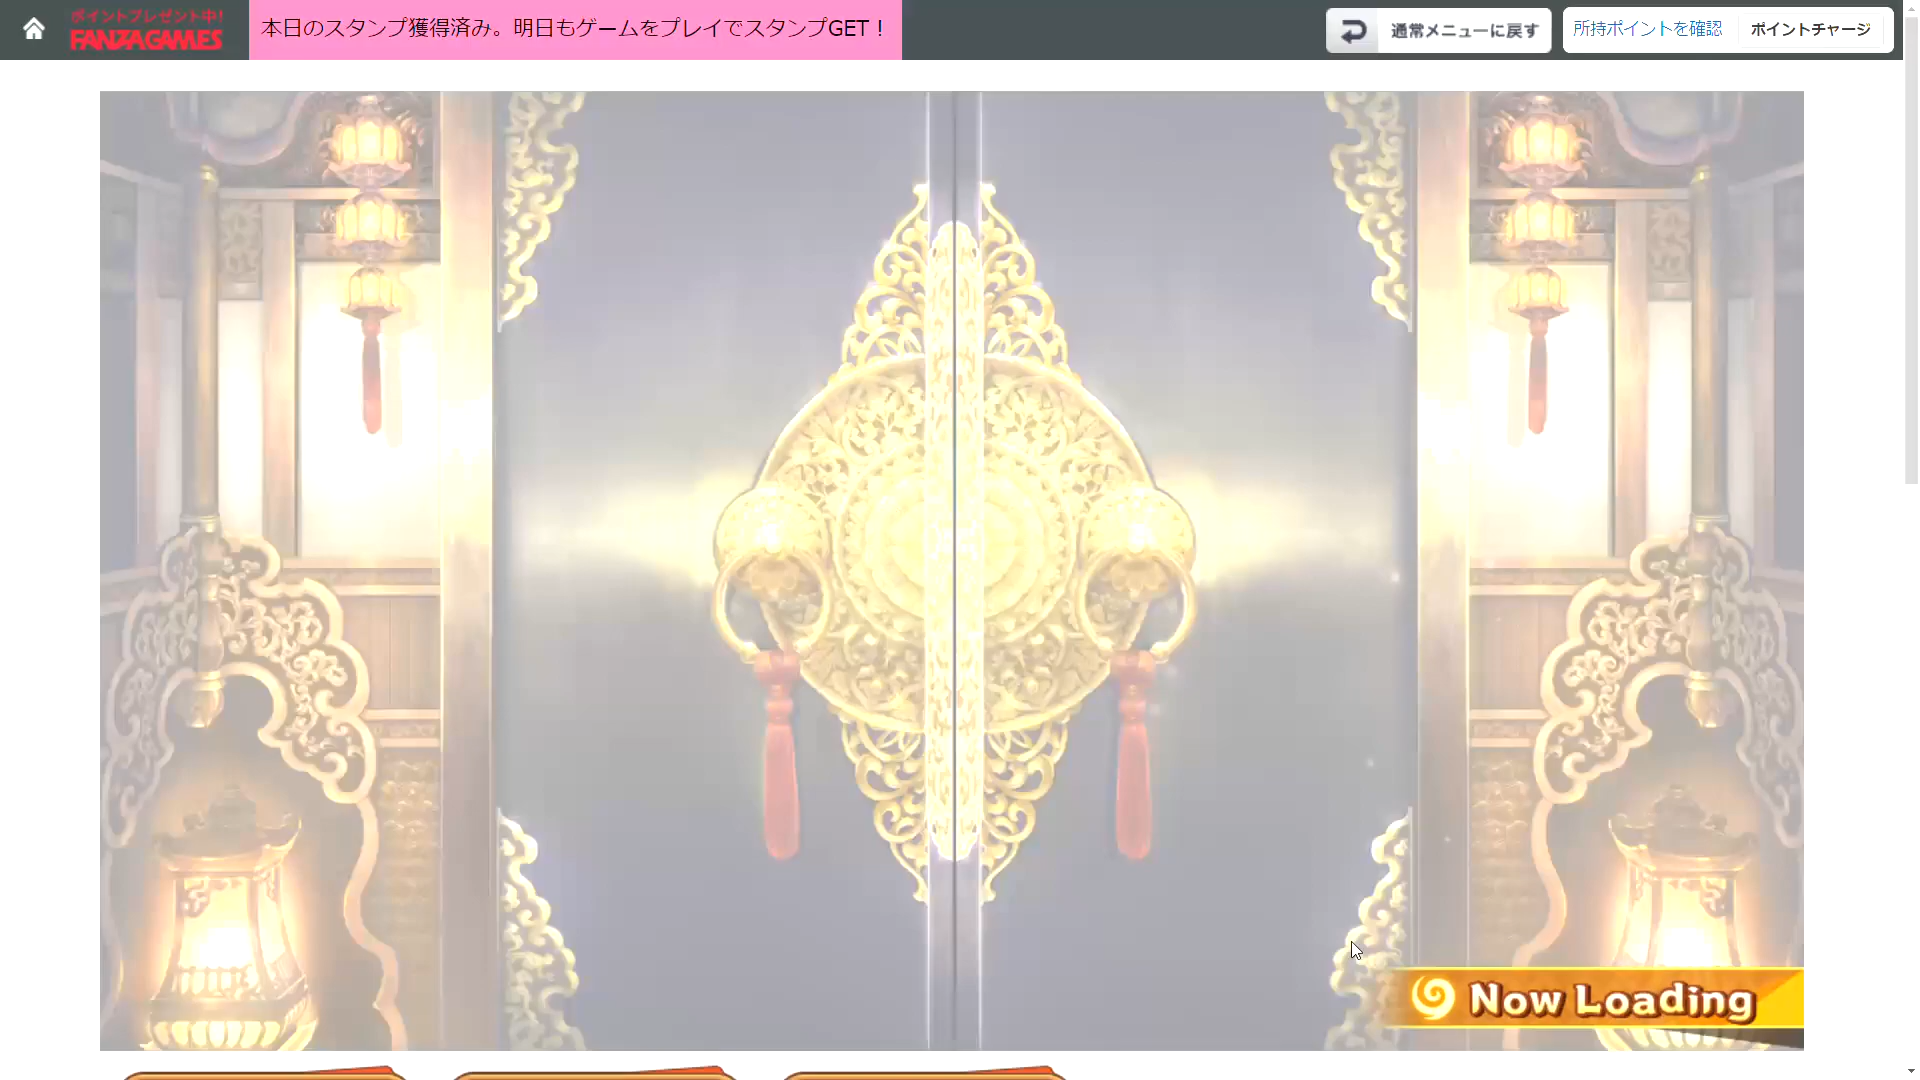 ポイントプレゼント中!
FANZA GAMES
本日のスタンプ獲得済み。明日もゲームをプレイでスタンプGET！
通常メニューに戻す
所持ポイントを確認
ポイントチャージ
Now Loading